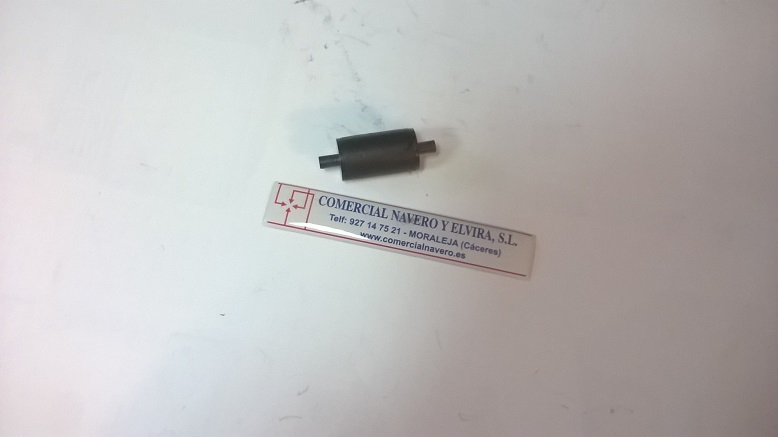 COMERCIAL NAVERO Y ELVIRA, S.L.
Telf: 927 14 75 21 - MORALEJA (Cáceres)
www.comercialnavero.es